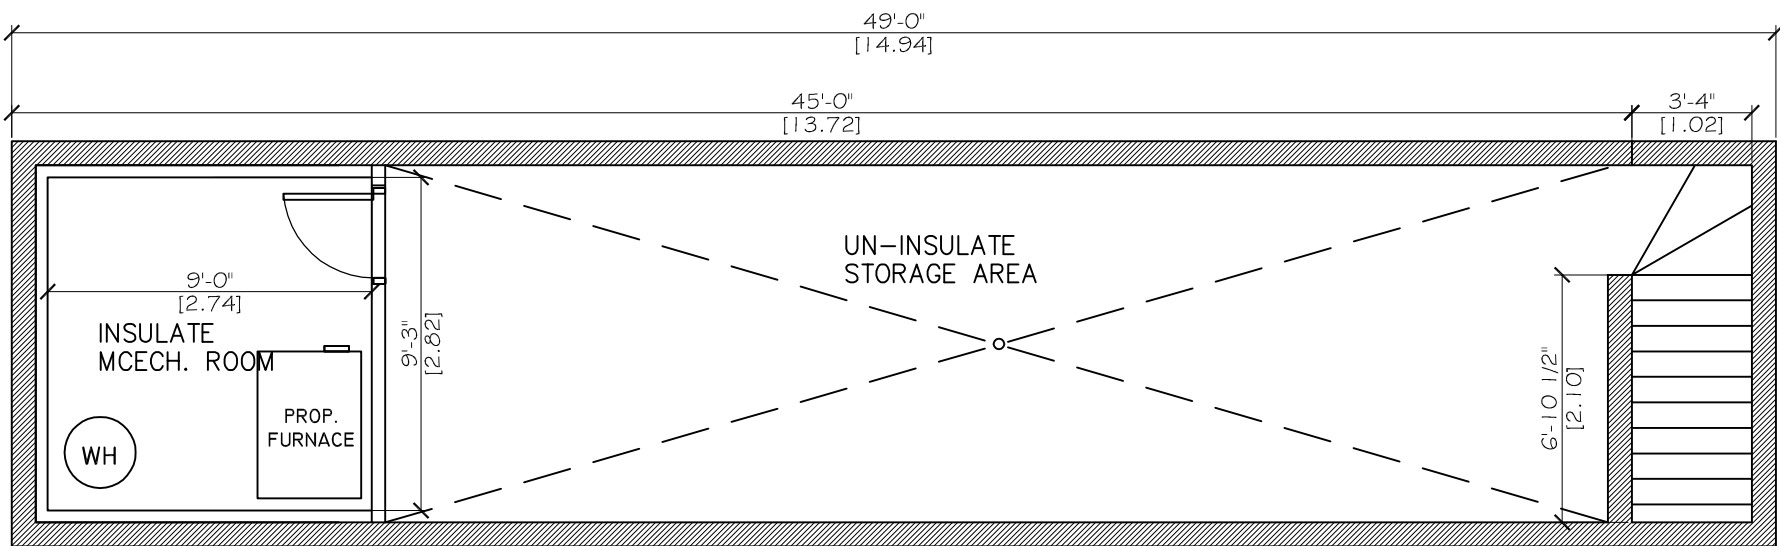 49'-0"
[14.94]
45'-0"
[13.72]
3'-4"
[1.02]
UN-INSULATE
STORAGE AREA
9'-0"
[2.74]
INSULATE
MCECH. ROOM
9'-3"
[2.82]
6'-10 1/2"
[2.10]
PROP.
FURNACE
WH